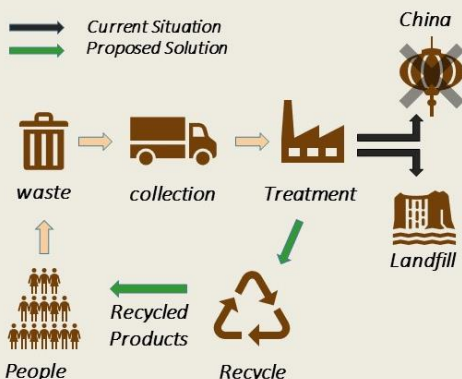 Current Situation
Proposed Solution
China
waste
collection
Treatment
Landfill
Recycled
Products
People
Recycle